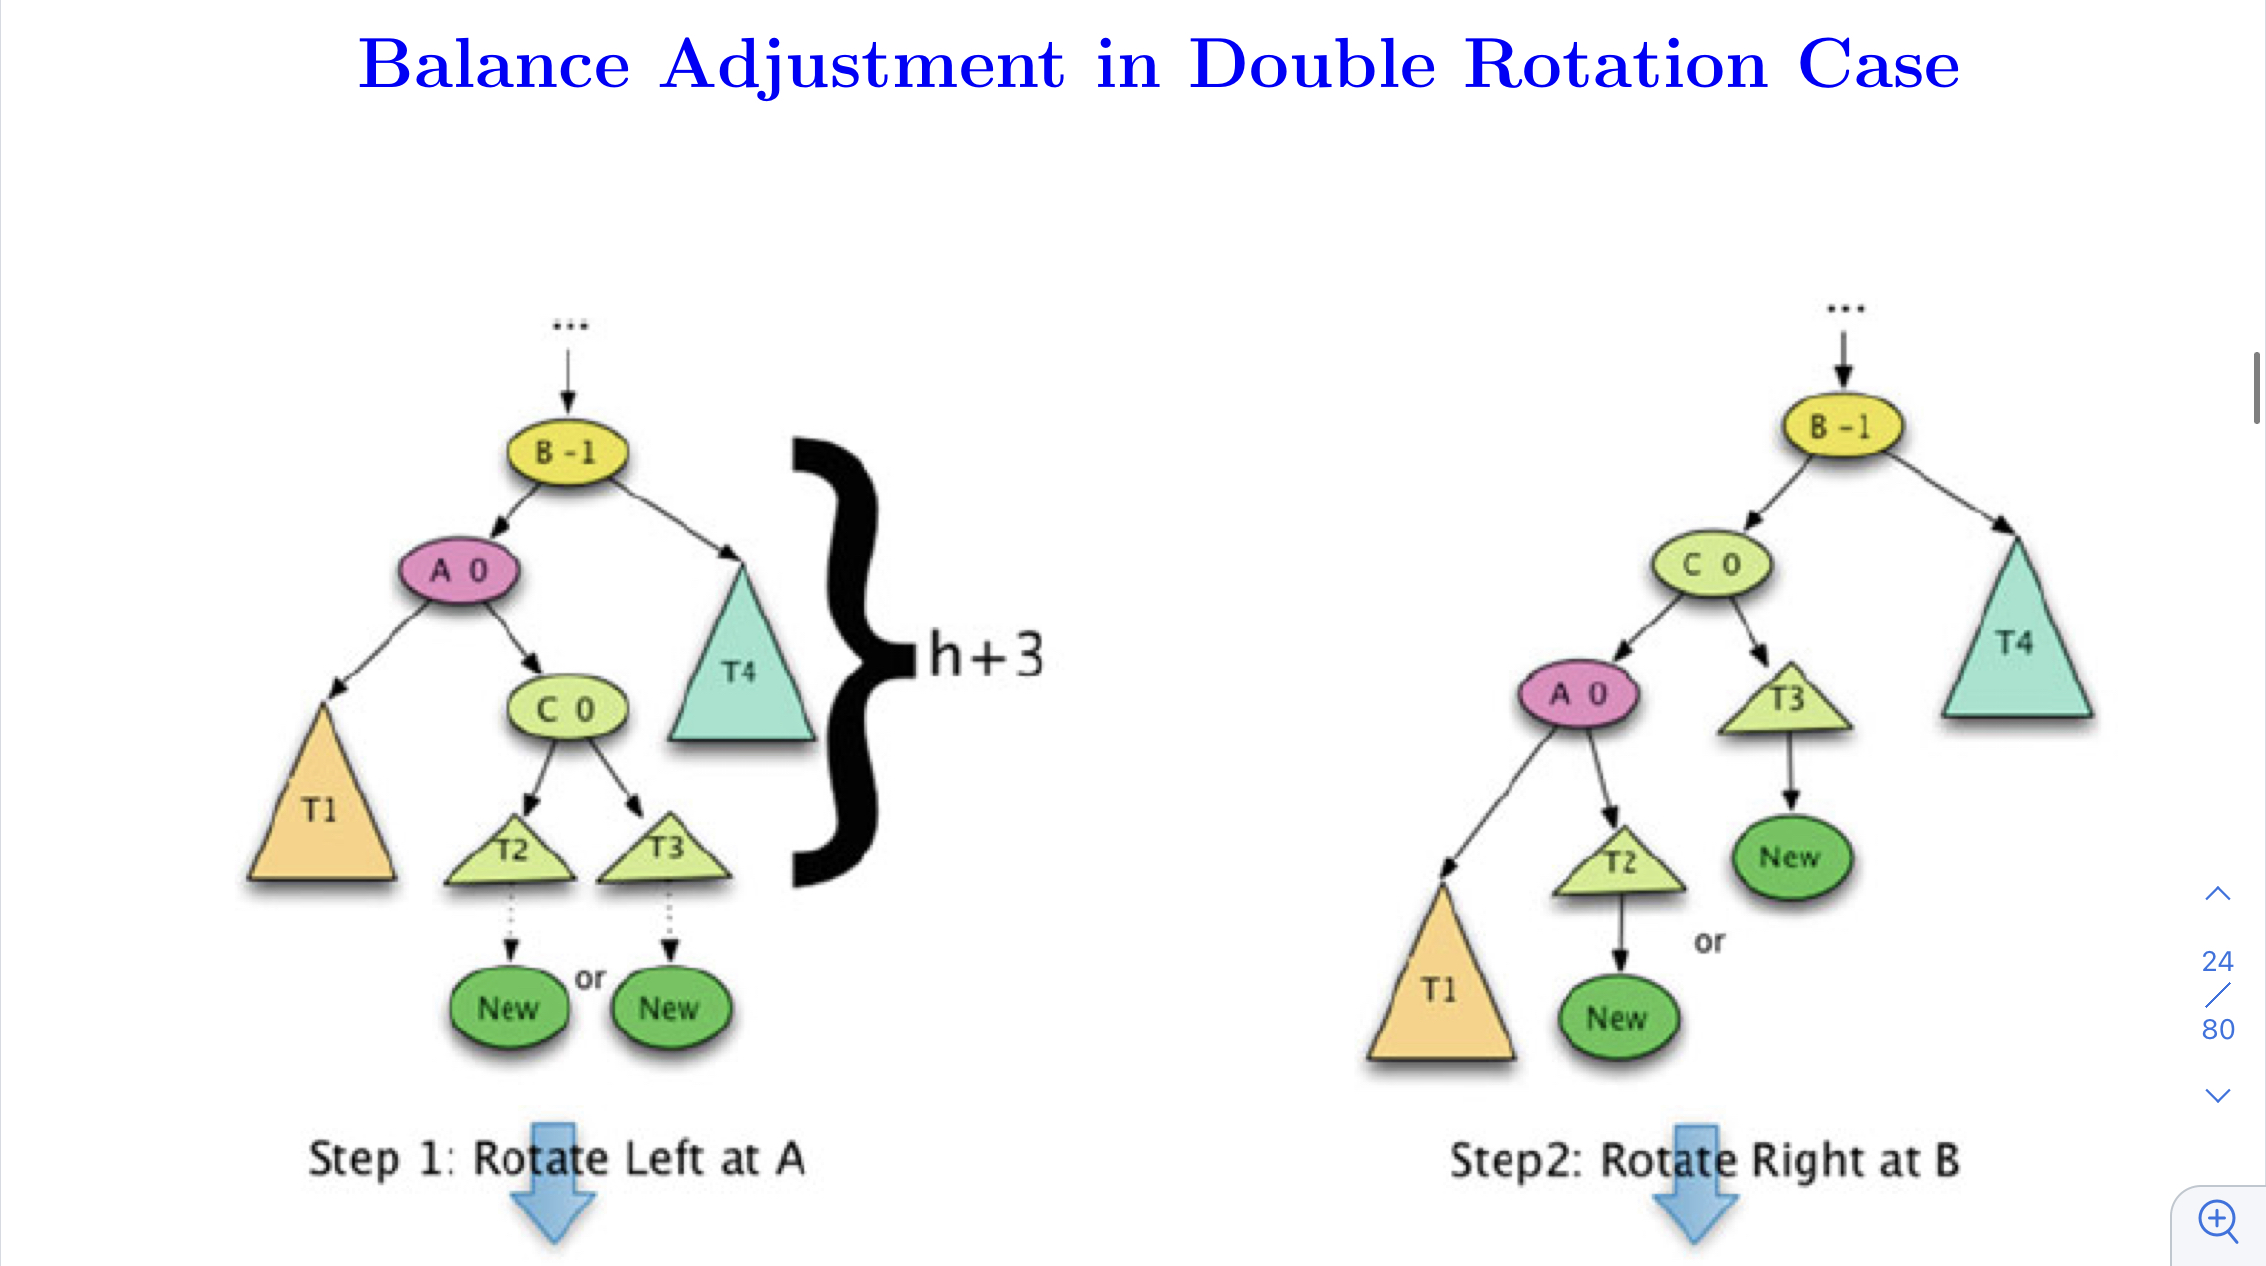 Balance Adjustment in Double Rotation Case
...
B -1
A 0
T4
h+3
C 0
T1
T2
T3
New
or
New
Step 1: Rotate Left at A
...
B -1
C 0
T4
A 0
T3
New
T2
or
T1
New
Step2: Rotate Right at B
24
/
80